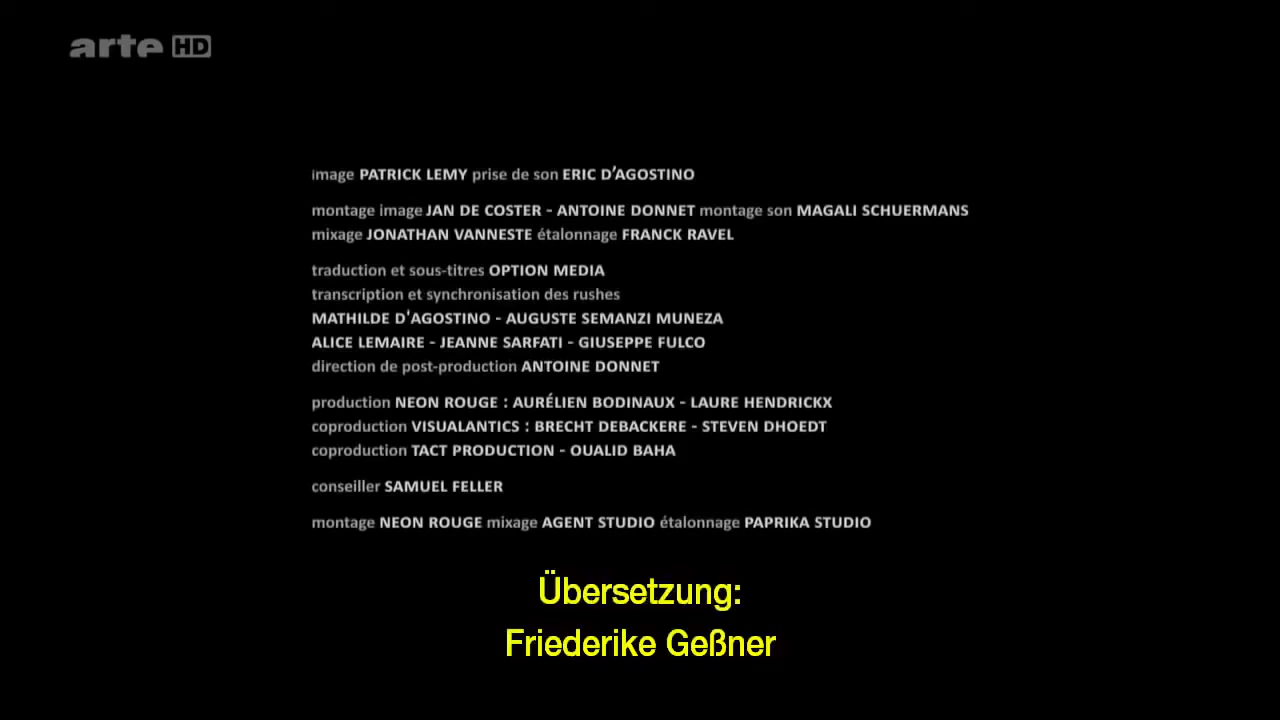 arte HD
image PATRICK LEMY prise de son ERIC D’AGOSTINO
montage image JAN DE COSTER - ANTOINE DONNET montage son MAGALI SCHUERMANS
mixage JONATHAN VANNESTE étalonnage FRANCK RAVEL
traduction et sous-titres OPTION MEDIA
transcription et synchronisation des rushes
MATHILDE D'AGOSTINO - AUGUSTE SEMANZI MUNEZA
ALICE LEMAIRE - JEANNE SARFATI - GIUSEPPE FULCO
direction de post-production ANTOINE DONNET
production NEON ROUGE : AURÉLIEN BODINAUX - LAURE HENDRICKX
coproduction VISUALANTICS : BRECHT DEBACKERE - STEVEN DHOEDT
coproduction TACT PRODUCTION - OUALID BAHA
conseiller SAMUEL FELLER
montage NEON ROUGE mixage AGENT STUDIO étalonnage PAPRIKA STUDIO
Übersetzung:
Friederike Geßner